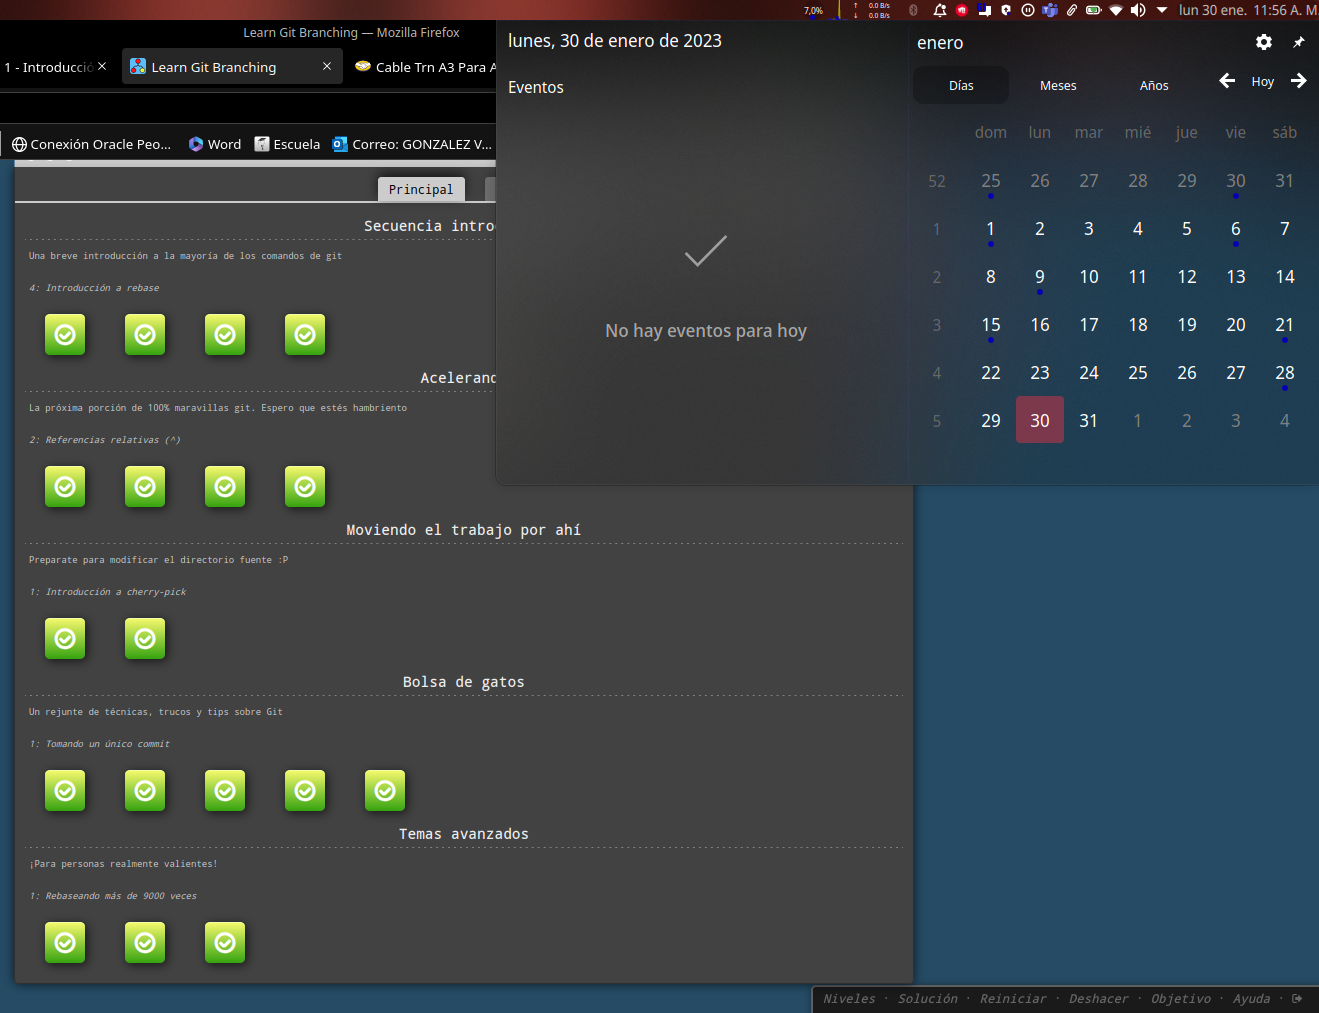 7,0%
0.0 B/s
0.0 B/s
lun 30 ene.
11:56 A. M
Learn Git Branching — Mozilla Firefox
1 - Introducció
Learn Git Branching
Cable Trn A3 Para A
Conexión Oracle Peo...
Word
Escuela
Correo: GONZALEZ V...
Principal
Secuencia intro
Una breve introducción a la mayoría de los comandos de git
4: Introducción a rebase
Aceleran
La próxima porción de 100% maravillas git. Espero que estés hambriento
2: Referencias relativas (^)
Moviendo el trabajo por ahí
Preparate para modificar el directorio fuente :P
1: Introducción a cherry-pick
Bolsa de gatos
Un rejunte de técnicas, trucos y tips sobre Git
1: Tomando un único commit
Temas avanzados
¡Para personas realmente valientes!
1: Rebaseando más de 9000 veces
lunes, 30 de enero de 2023
Eventos
No hay eventos para hoy
enero
Días
Meses
Años
Hoy
dom lun mar mié jue vie sáb
52 25 26 27 28 29 30 31
1 1 2 3 4 5 6 7
2 8 9 10 11 12 13 14
3 15 16 17 18 19 20 21
4 22 23 24 25 26 27 28
5 29 30 31 1 2 3 4
Niveles · Solución · Reiniciar · Deshacer · Objetivo · Ayuda ·